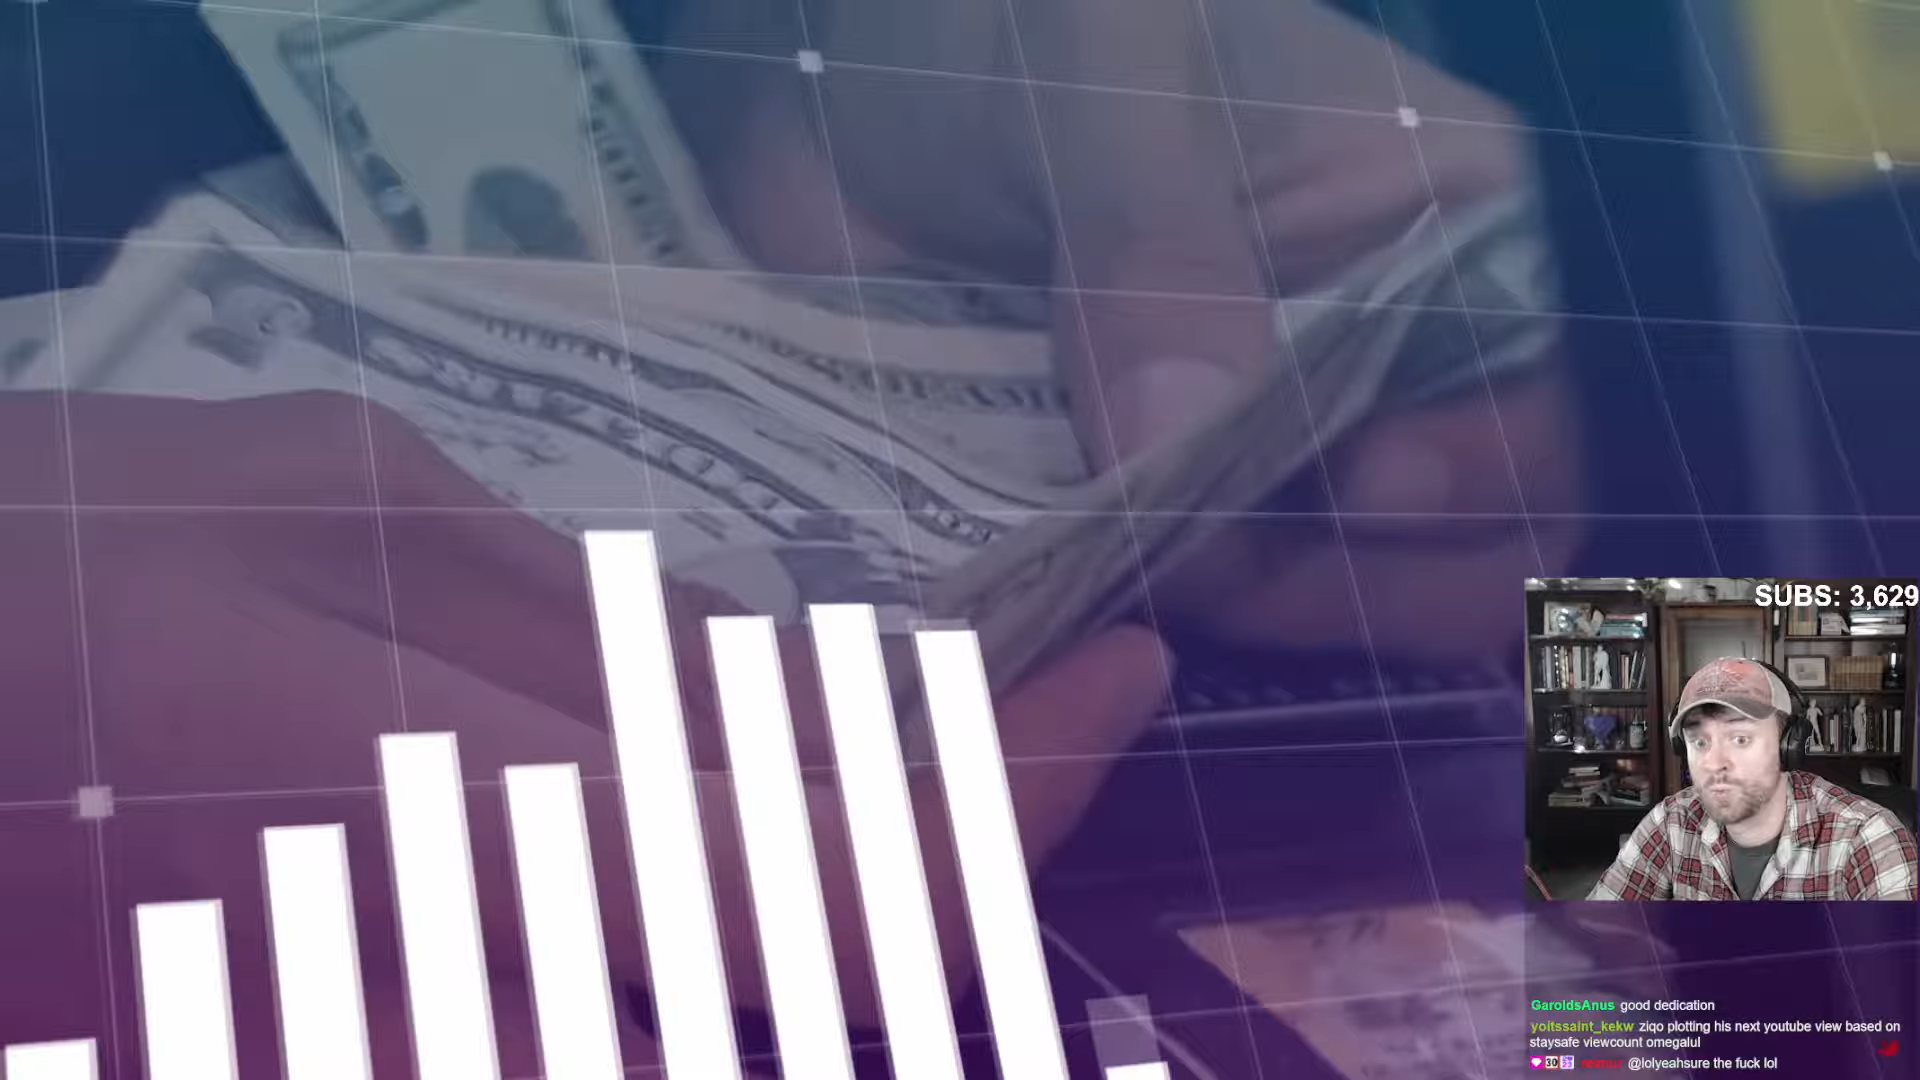 SUBS: 3,629
GaroldsAnus good dedication
yoitssaint_kekw ziqo plotting his next youtube view based on
staysafe viewcount omegalul
30 @lolyeahsure the fuck lol